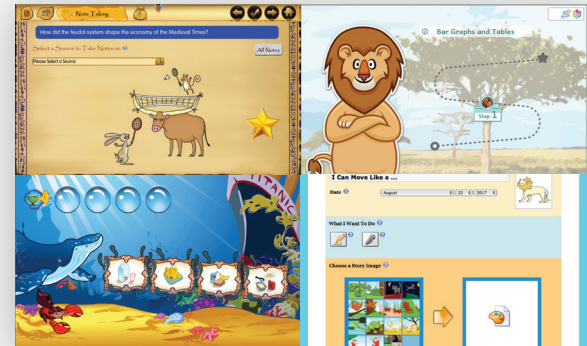 Note Taking
How did the feudal system shape the economy of the Medieval Times?
Select a Source to Take Notes on
All Notes
Please Select a Source
Bar Graphs and Tables
Step 1
TITANIC
I Can Move Like a ...
Date
August
22
2017
What I Want To Do
Choose a Story Image